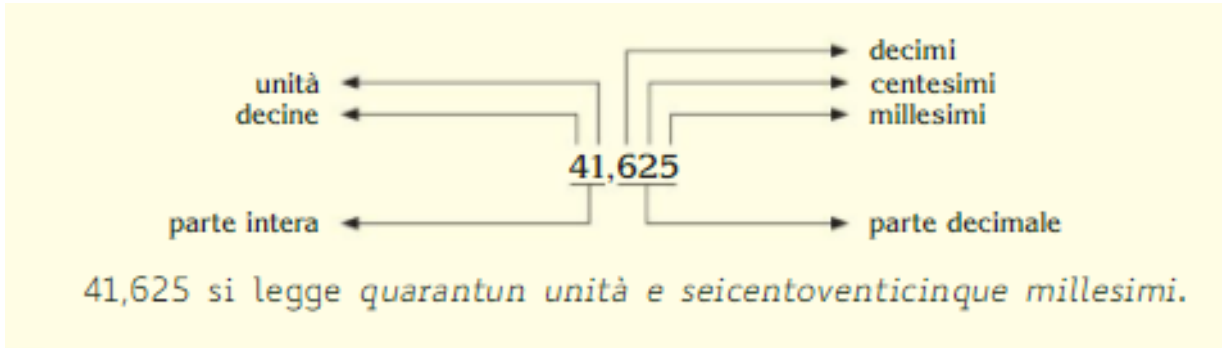 decimi
unità centesimi
decine millesimi
41,625
parte intera parte decimale
41,625 si legge quarantun unità e seicentoventicinque millesimi.